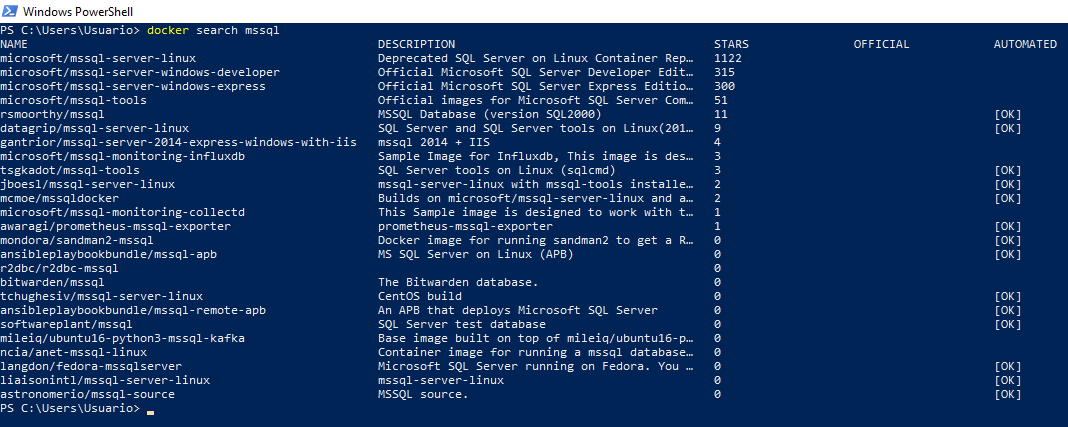 Windows PowerShell
PS C:\Users\Usuario> docker search mssql
NAME DESCRIPTION STARS OFFICIAL AUTOMATED
microsoft/mssql-server-linux Deprecated SQL Server on Linux Container Rep… 1122
microsoft/mssql-server-windows-developer Official Microsoft SQL Server Developer Edit… 315
microsoft/mssql-server-windows-express Official Microsoft SQL Server Express Editio… 300
microsoft/mssql-tools Official images for Microsoft SQL Server Com… 51
rsmoorthy/mssql MSSQL Database (version SQL2000) 11 [OK]
datagrip/mssql-server-linux SQL Server and SQL Server tools on Linux(201… 9 [OK]
gantrior/mssql-server-2014-express-windows-with-iis mssql 2014 + IIS 4
microsoft/mssql-monitoring-influxdb Sample Image for Influxdb, This image is des… 3
tsgkadot/mssql-tools SQL Server tools on Linux (sqlcmd) 3 [OK]
jboesl/mssql-server-linux mssql-server-linux with mssql-tools installe… 2 [OK]
mcmoe/mssqldocker Builds on microsoft/mssql-server-linux and a… 2 [OK]
microsoft/mssql-monitoring-collectd This Sample image is designed to work with t… 1
awaragi/prometheus-mssql-exporter prometheus-mssql-exporter 1 [OK]
mondora/sandman2-mssql Docker image for running sandman2 to get a R… 0 [OK]
ansibleplaybookbundle/mssql-apb MS SQL Server on Linux (APB) 0 [OK]
r2dbc/r2dbc-mssql 0
bitwarden/mssql The Bitwarden database. 0
tchughesiv/mssql-server-linux CentOS build 0 [OK]
ansibleplaybookbundle/mssql-remote-apb An APB that deploys Microsoft SQL Server 0 [OK]
softwareplant/mssql SQL Server test database 0 [OK]
mileiq/ubuntu16-python3-mssql-kafka Base image built on top of mileiq/ubuntu16-p… 0
ncia/anet-mssql-linux Container image for running a mssql database… 0
langdon/fedora-mssqlserver Microsoft SQL Server running on Fedora. You … 0 [OK]
liaisonintl/mssql-server-linux mssql-server-linux 0 [OK]
astronomerio/mssql-source MSSQL source. 0 [OK]
PS C:\Users\Usuario>